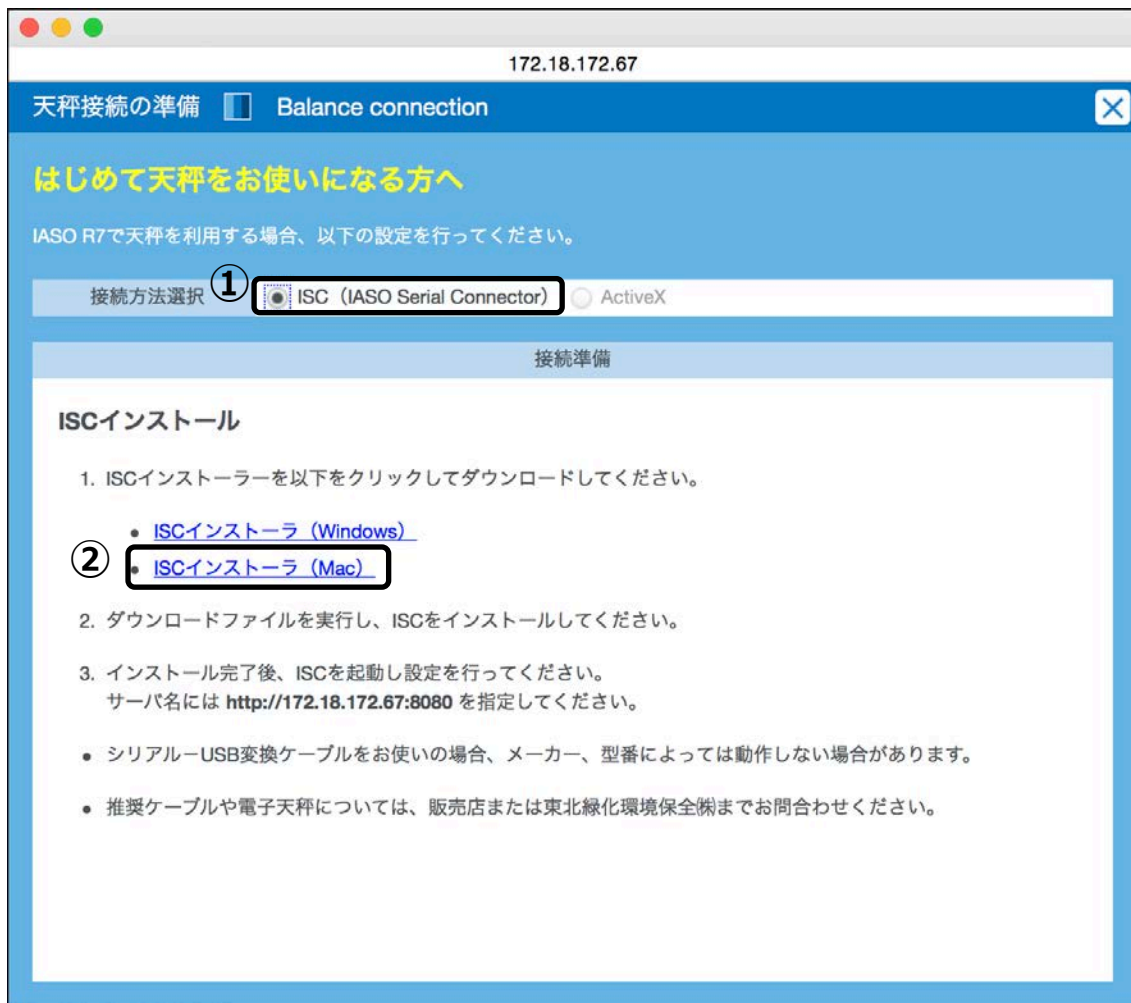 172.18.172.67
天秤接続の準備 Balance connection
はじめて天秤をお使いになる方へ
IASO R7で天秤を利用する場合、以下の設定を行ってください。
接続方法選択 ① ISC（IASO Serial Connector） ActiveX
接続準備
ISCインストール
1. ISCインストーラーを以下をクリックしてダウンロードしてください。
• ISCインストーラ（Windows）
② • ISCインストーラ（Mac）
2. ダウンロードファイルを実行し、ISCをインストールしてください。
3. インストール完了後、ISCを起動し設定を行ってください。
サーバ名には http://172.18.172.67:8080 を指定してください。
• シリアル－USB変換ケーブルをお使いの場合、メーカー、型番によっては動作しない場合があります。
• 推奨ケーブルや電子天秤については、販売店または東北緑化環境保全㈱までお問合わせください。